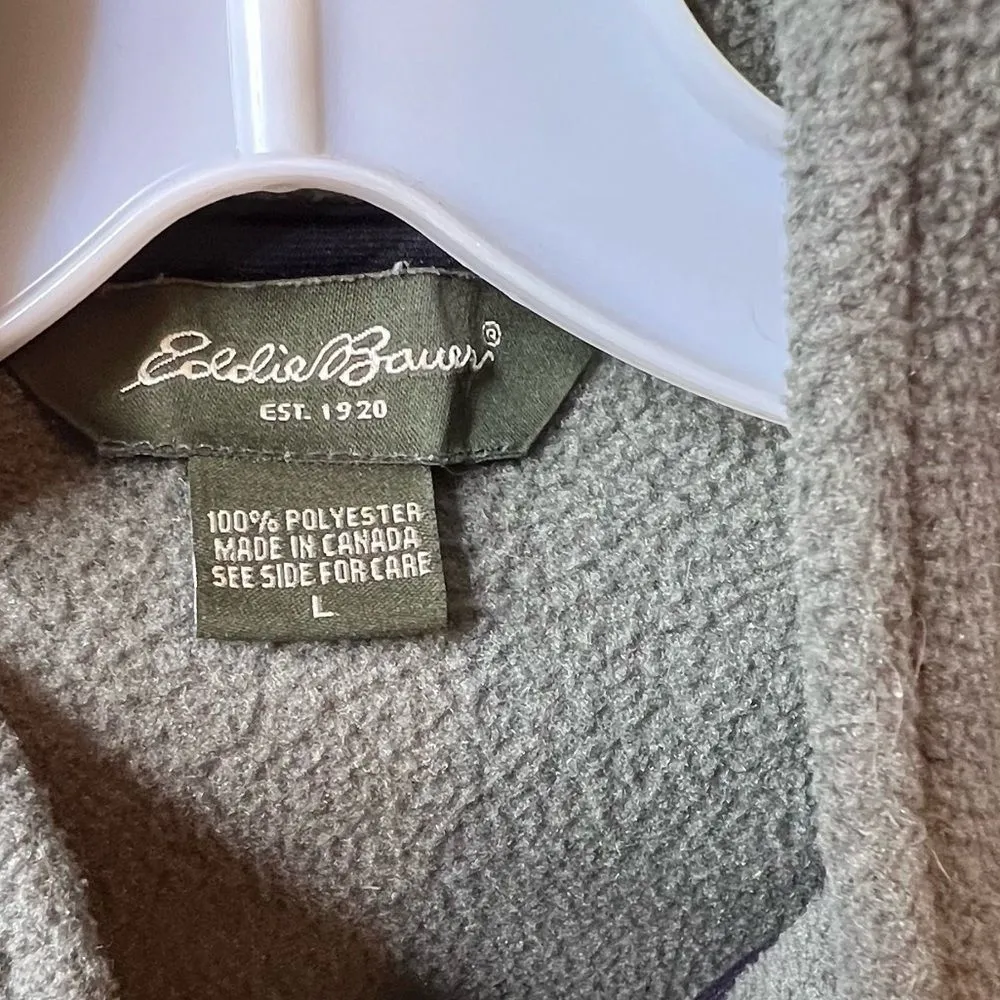 Eddie Bauer®
EST. 1920
100% POLYESTER
MADE IN CANADA
SEE SIDE FOR CARE
L